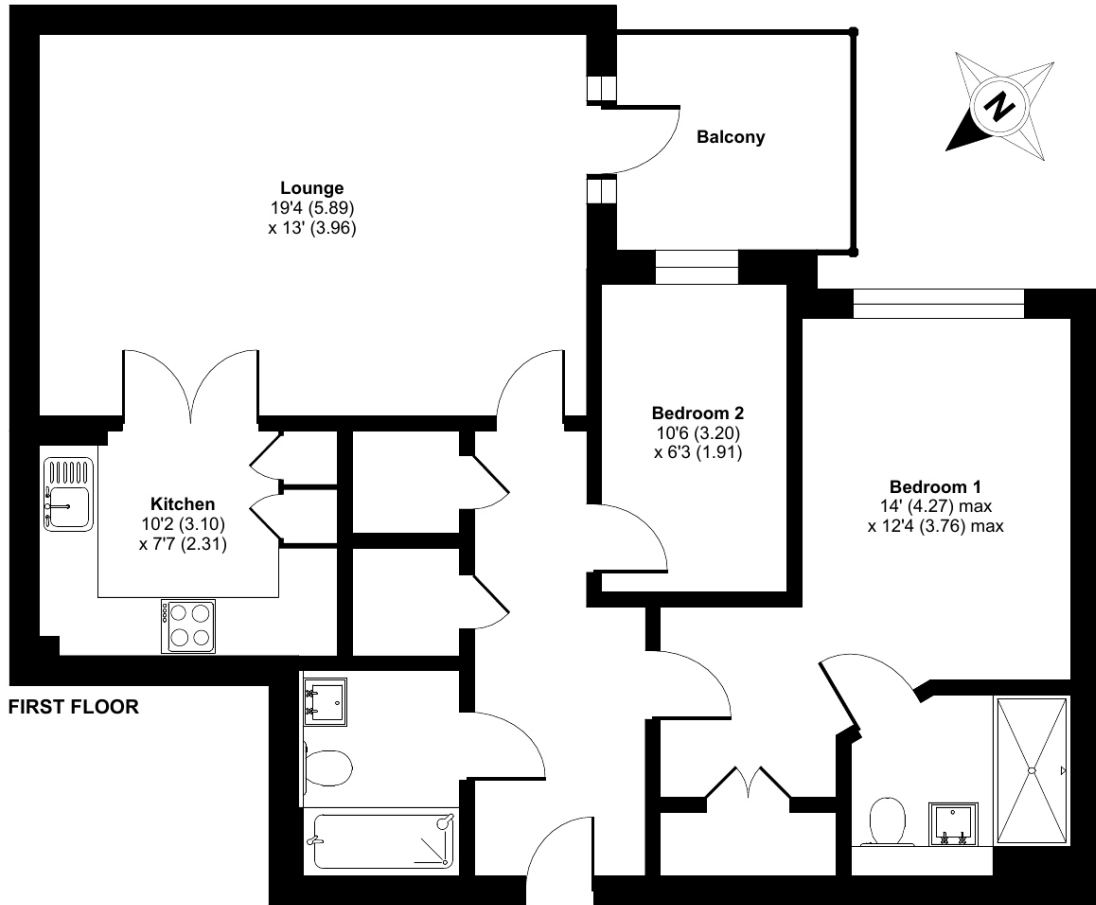 Lounge
19'4 (5.89)
x 13' (3.96)
Balcony
N
Bedroom 2
10'6 (3.20)
x 6'3 (1.91)
Bedroom 1
14' (4.27) max
x 12'4 (3.76) max
Kitchen
10'2 (3.10)
x 7'7 (2.31)
FIRST FLOOR